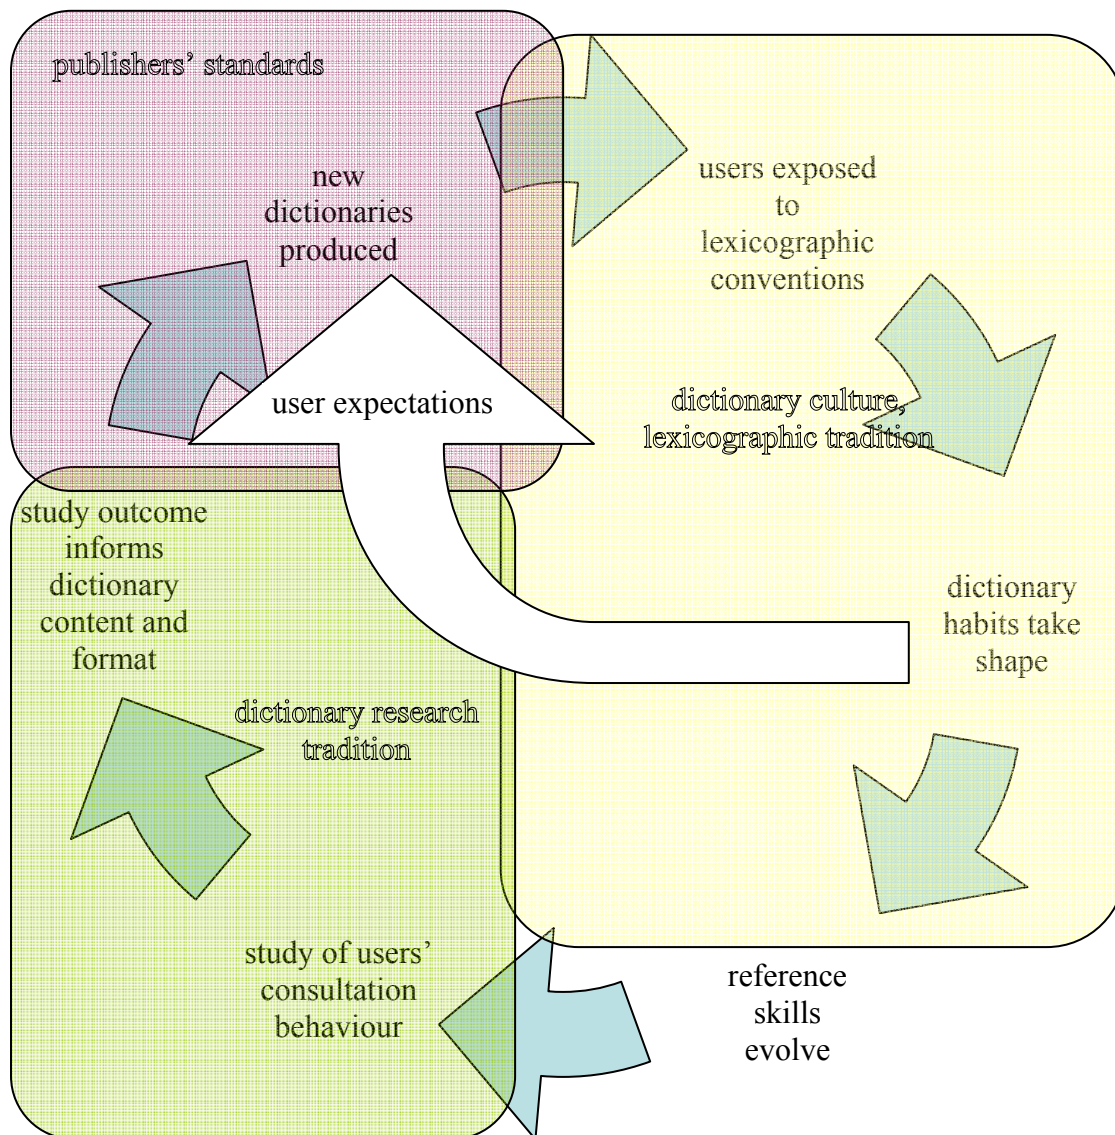 publishers’ standards
new
dictionaries
produced
users exposed
to
lexicographic
conventions
user expectations
dictionary culture,
lexicographic tradition
study outcome
informs
dictionary
content and
format
dictionary
habits take
shape
dictionary research
tradition
study of users’
consultation
behaviour
reference
skills
evolve